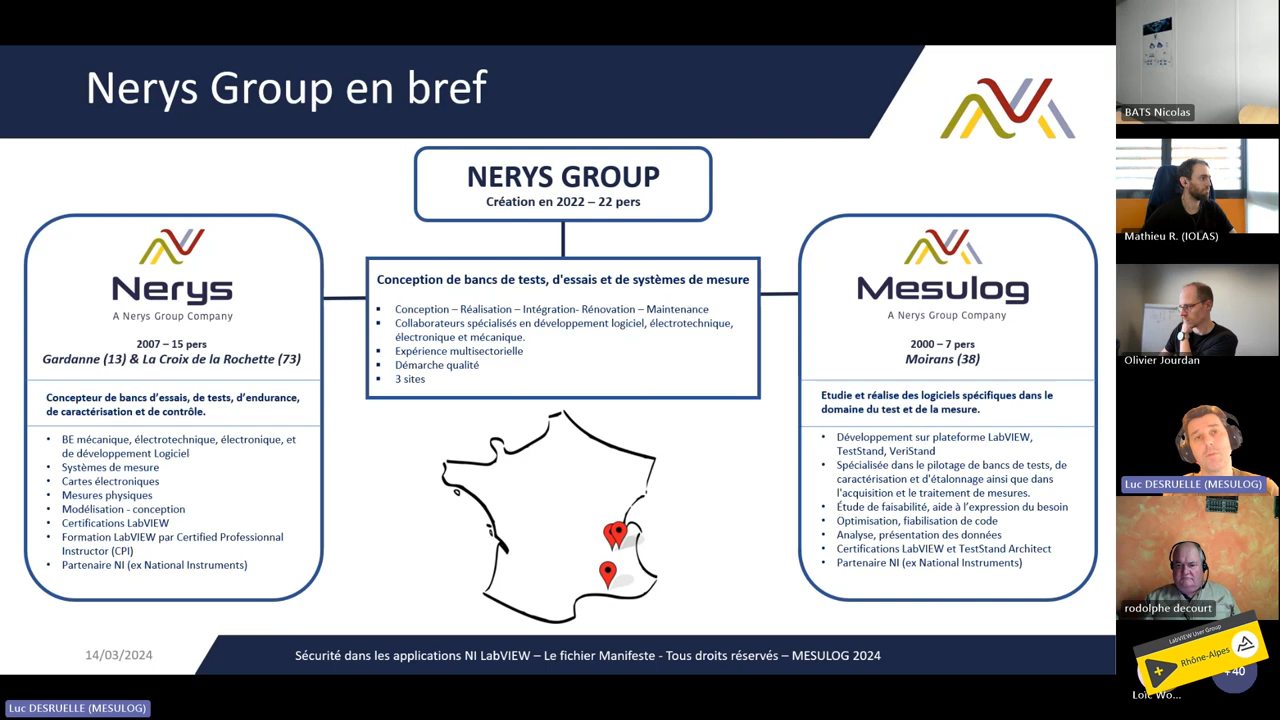 Nerys Group en bref
NERYS GROUP
Création en 2022 – 22 pers
Nerys
A Nerys Group Company
2007 – 15 pers
Gardanne (13) & La Croix de la Rochette (73)
Concepteur de bancs d'essais, de tests, d'endurance,
de caractérisation et de contrôle.
• BE mécanique, électrotechnique, électronique, et
de développement Logiciel
• Systèmes de mesure
• Cartes électroniques
• Mesures physiques
• Modélisation - conception
• Certifications LabVIEW
• Formation LabVIEW par Certified Professionnal
Instructor (CPI)
• Partenaire NI (ex National Instruments)
Conception de bancs de tests, d'essais et de systèmes de mesure
▪ Conception – Réalisation – Intégration- Rénovation – Maintenance
▪ Collaborateurs spécialisés en développement logiciel, électrotechnique,
électronique et mécanique.
▪ Expérience multisectorielle
▪ Démarche qualité
▪ 3 sites
Mesulog
A Nerys Group Company
2000 – 7 pers
Moirans (38)
Etudie et réalise des logiciels spécifiques dans le
domaine du test et de la mesure.
• Développement sur plateforme LabVIEW,
TestStand, VeriStand
• Spécialisée dans le pilotage de bancs de tests, de
caractérisation et d'étalonnage ainsi que dans
l'acquisition et le traitement de mesures.
• Étude de faisabilité, aide à l'expression du besoin
• Optimisation, fiabilisation de code
• Analyse, présentation des données
• Certifications LabVIEW et TestStand Architect
• Partenaire NI (ex National Instruments)
14/03/2024
Sécurité dans les applications NI LabVIEW – Le fichier Manifeste - Tous droits réservés – MESULOG 2024
Luc DESRUELLE (MESULOG)
BATS Nicolas
Mathieu R. (IOLAS)
Olivier Jourdan
Luc DESRUELLE (MESULOG)
rodolphe decourt
LabVIEW User Group
Rhône-Alpes
+40
Loïc Wo...